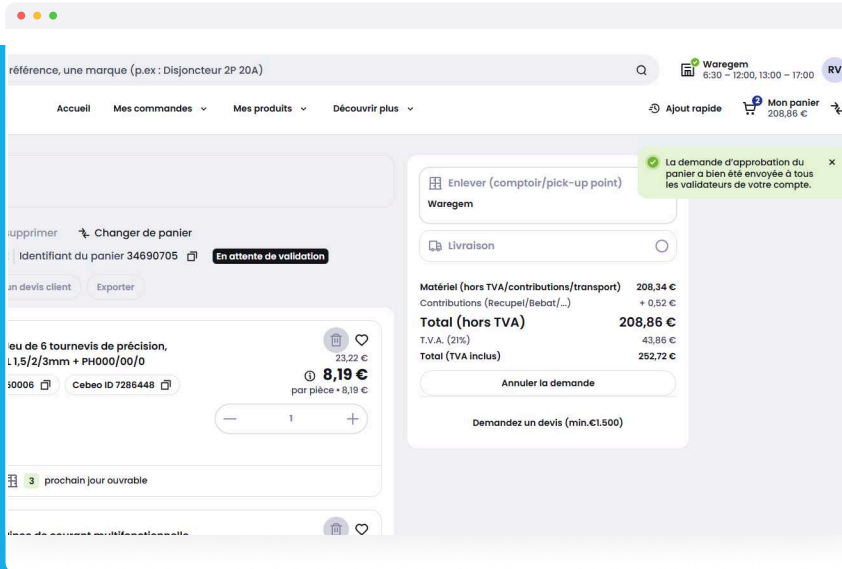 référence, une marque (p.ex : Disjoncteur 2P 20A)
Waregem
6:30 – 12:00, 13:00 – 17:00
RV
Accueil
Mes commandes
Mes produits
Découvrir plus
Ajout rapide
2
Mon panier
208,86 €
La demande d'approbation du
panier a bien été envoyée à tous
les validateurs de votre compte.
supprimer
Changer de panier
Identifiant du panier 34690705
En attente de validation
un devis client
Exporter
Jeu de 6 tournevis de précision,
1,5/2/3mm + PH000/00/0
50006
Cebeo ID 7286448
23,22 €
8,19 €
par pièce • 8,19 €
1
3 prochain jour ouvrable
Pince de courant multifonctionnelle
Enlever (comptoir/pick-up point)
Waregem
Livraison
Matériel (hors TVA/contributions/transport) 208,34 €
Contributions (Recupel/Bebat/...) + 0,52 €
Total (hors TVA) 208,86 €
T.V.A. (21%) 43,86 €
Total (TVA inclus) 252,72 €
Annuler la demande
Demandez un devis (min.€1.500)